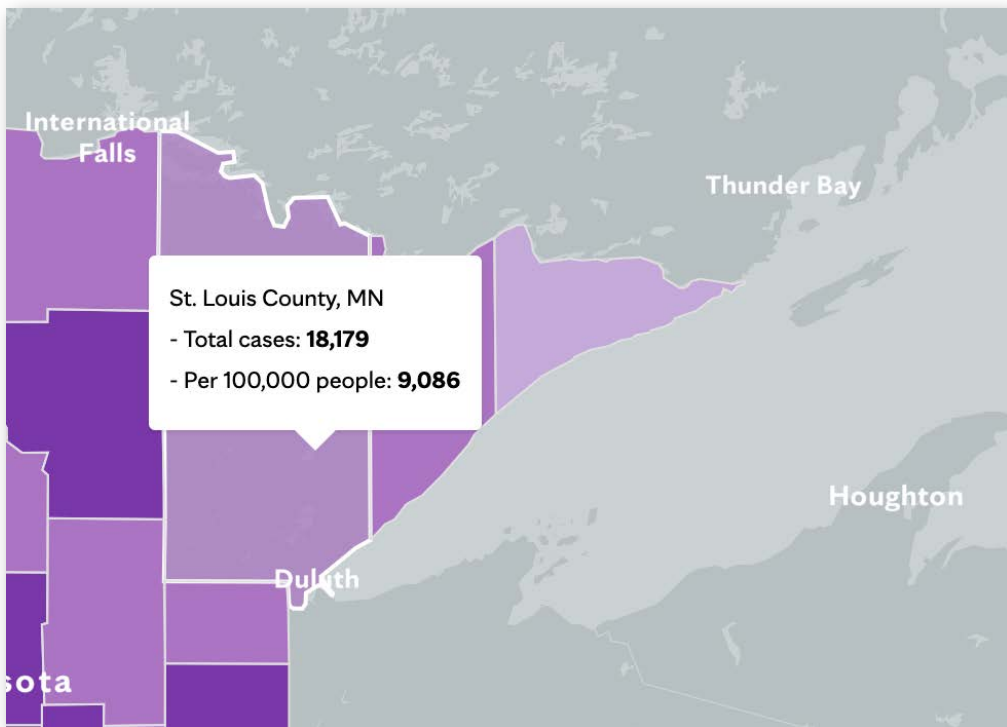 International
Falls
Thunder Bay
St. Louis County, MN
- Total cases: 18,179
- Per 100,000 people: 9,086
Houghton
Duluth
sota